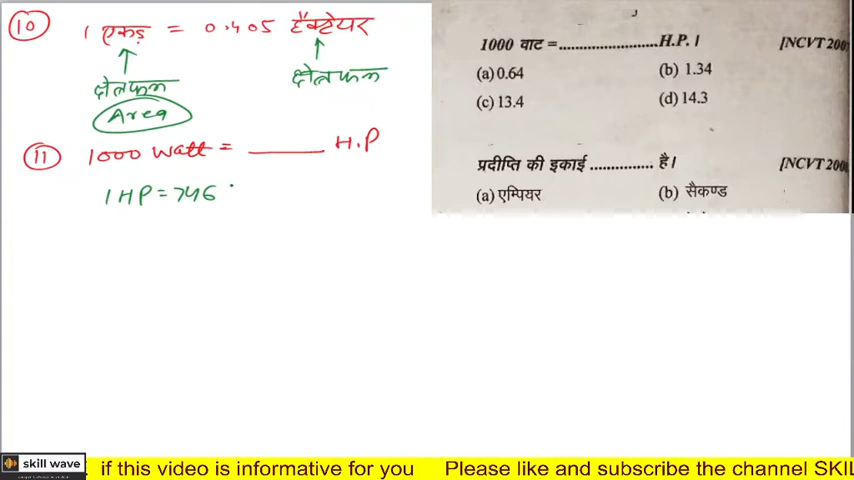 10 1 एकड़ = 0.405 हैक्टेयर
क्षेत्रफल क्षेत्रफल
Area
11 1000 watt = ______ H.P
1 HP = 746
1000 वाट =........................H.P. । [NCVT 200
(a) 0.64 (b) 1.34
(c) 13.4 (d) 14.3
प्रदीप्ति की इकाई ............... है। [NCVT 200
(a) एम्पियर (b) सैकण्ड
skill wave
if this video is informative for you Please like and subscribe the channel SKIL